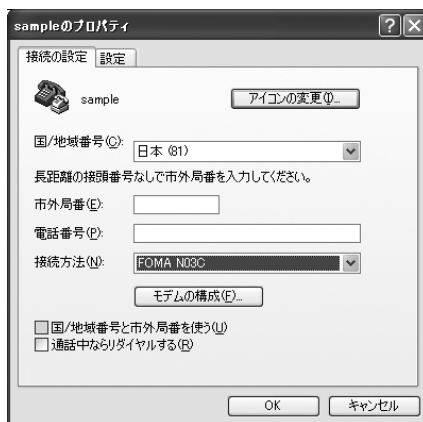 sampleのプロパティ
接続の設定 設定
sample
アイコンの変更(I)...
国/地域番号(C):
日本 (81)
長距離の接頭番号なしで市外局番を入力してください。
市外局番(E):
電話番号(P):
接続方法(N):
FOMA N03C
モデムの構成(F)...
国/地域番号と市外局番を使う(U)
通話中ならリダイヤルする(R)
OK キャンセル